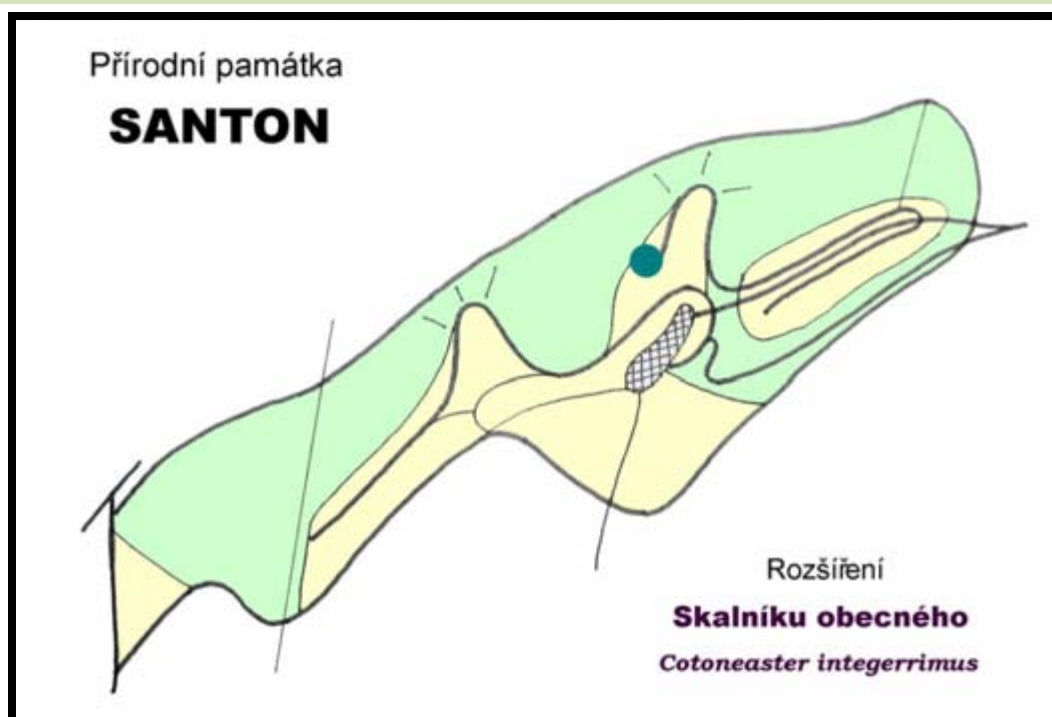 Přírodní památka
SANTON
Rozšíření
Skalníku obecného
Cotoneaster integerrimus